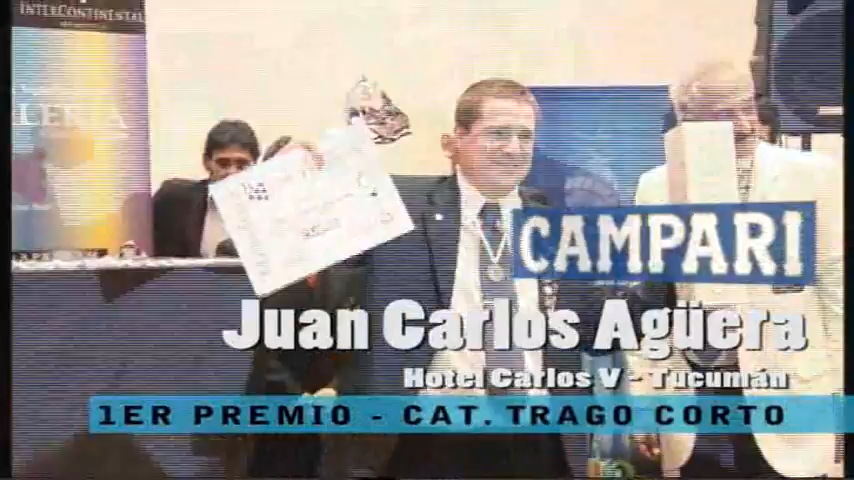 INTERCONTINENTAL
CAMPARI
Juan Carlos Agüera
Hotel Carlos V - Tucumán
1ER PREMIO - CAT. TRAGO CORTO